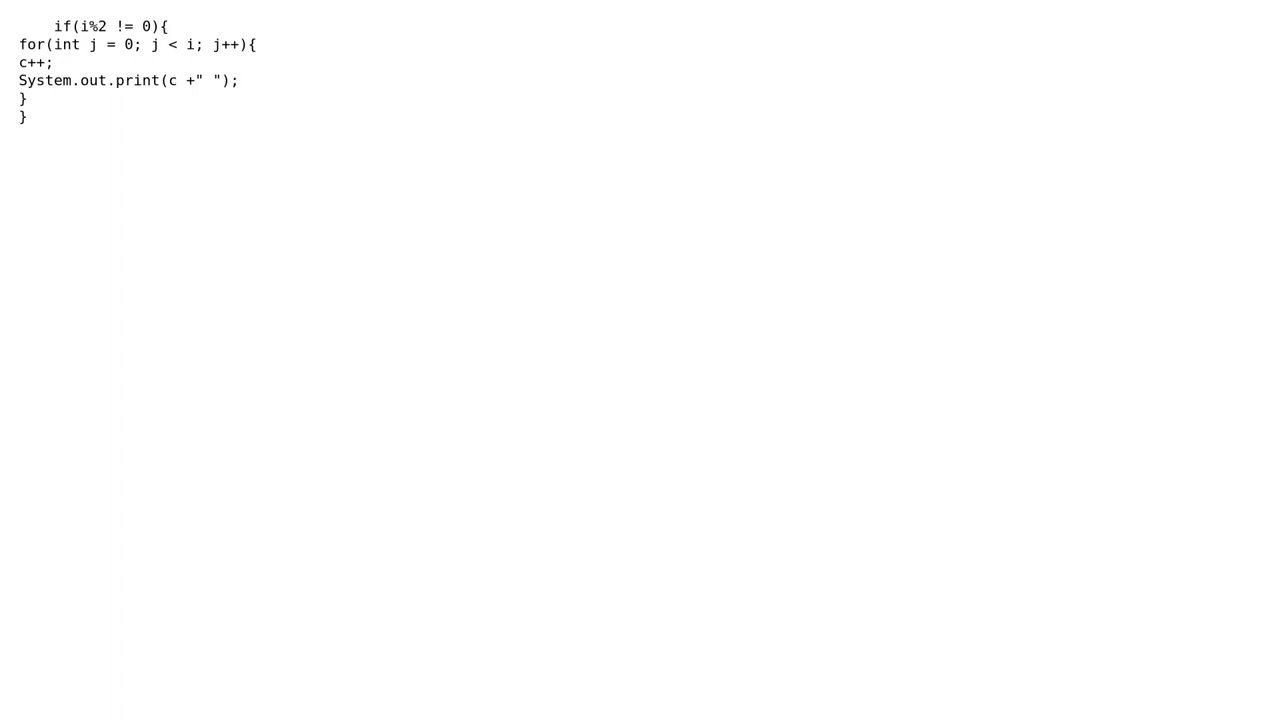 if(i%2 != 0){
for(int j = 0; j < i; j++){
c++;
System.out.print(c +" ");
}
}